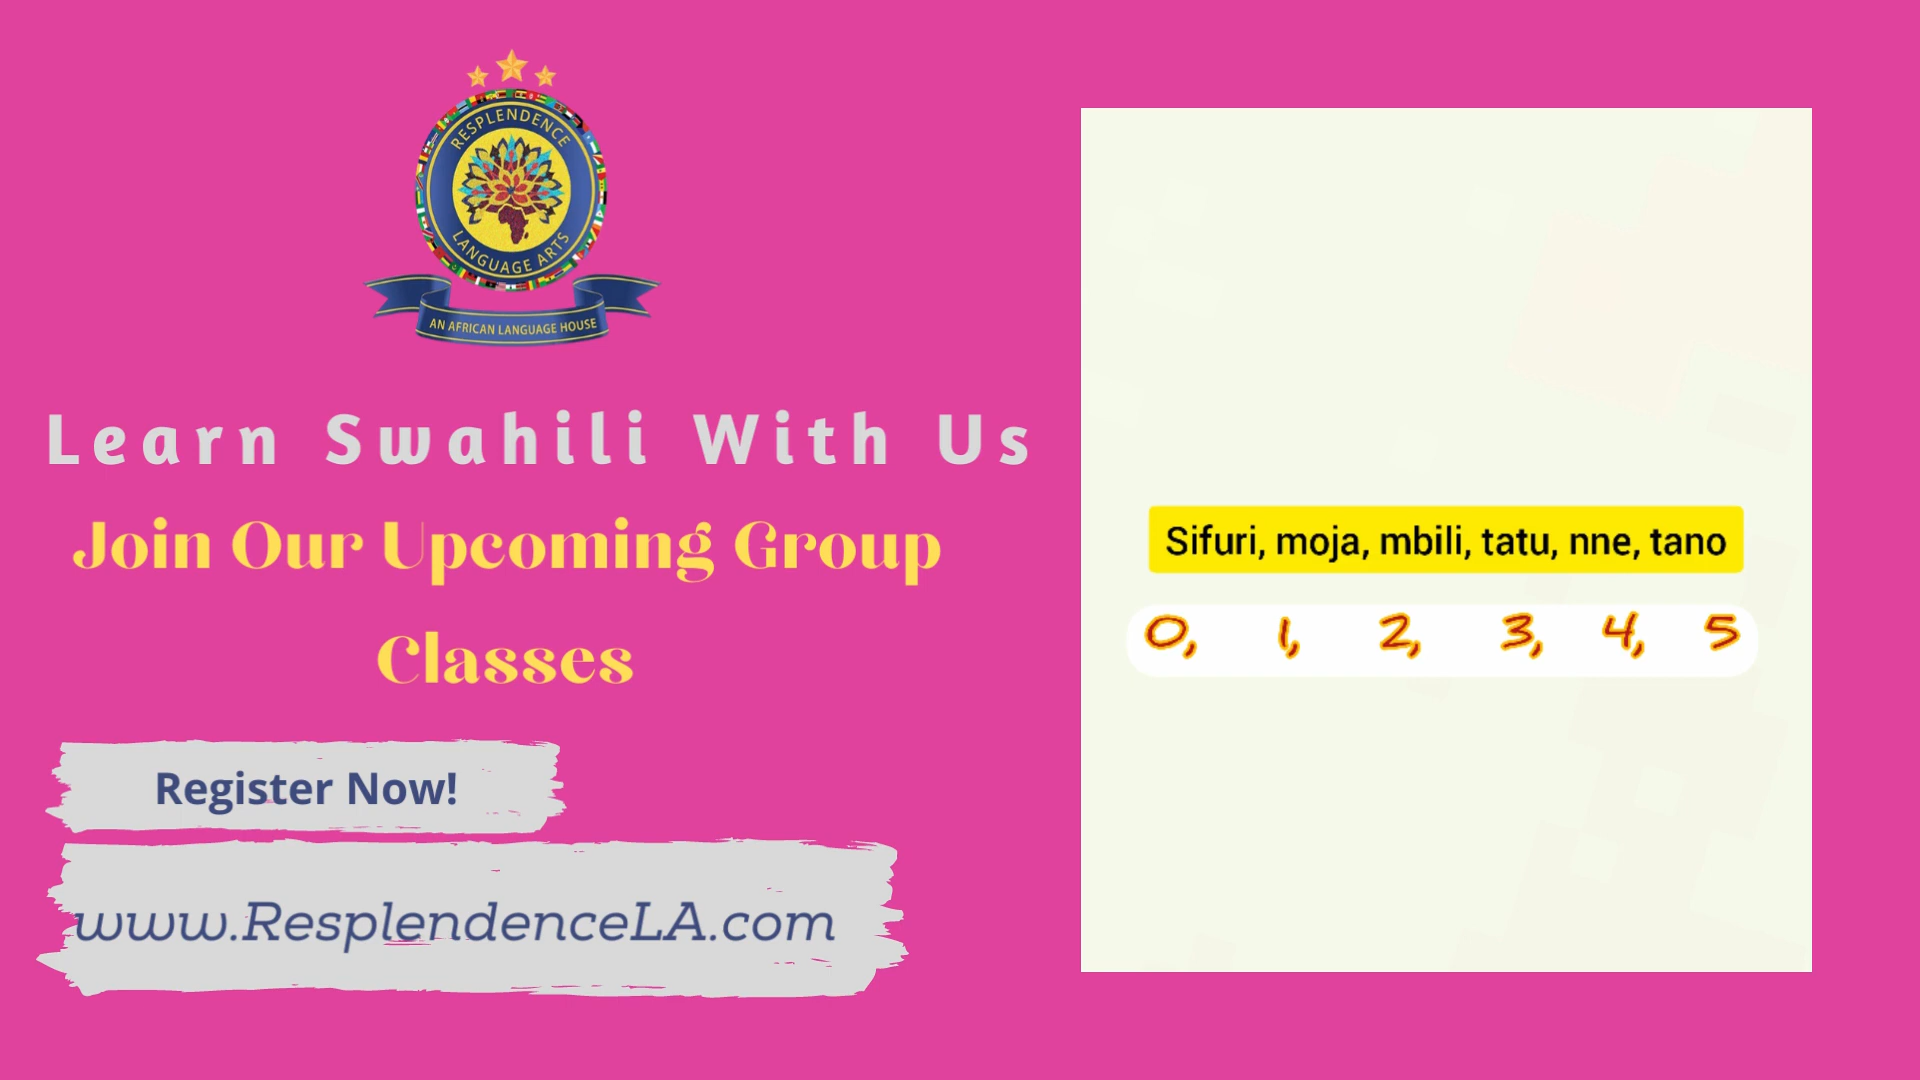 RESPLENDENCE
LANGUAGE ARTS
AN AFRICAN LANGUAGE HOUSE
Learn Swahili With Us
Join Our Upcoming Group
Classes
Register Now!
www.ResplendenceLA.com
Sifuri, moja, mbili, tatu, nne, tano
0, 1, 2, 3, 4, 5